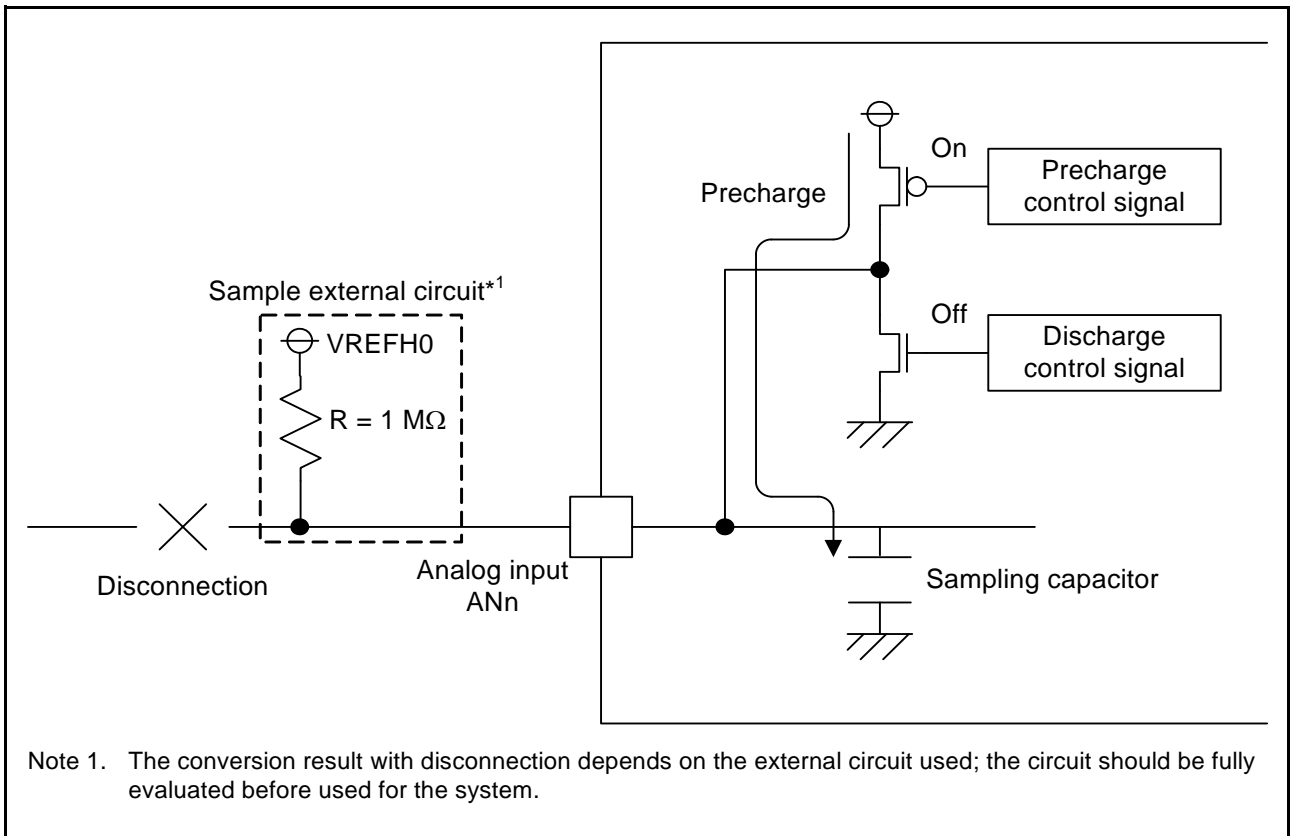 On
Precharge
control signal
Precharge
Off
Discharge
control signal
Sample external circuit*1
VREFH0
R = 1 MΩ
Disconnection
Analog input
ANn
Sampling capacitor
Note 1. The conversion result with disconnection depends on the external circuit used; the circuit should be fully
evaluated before used for the system.